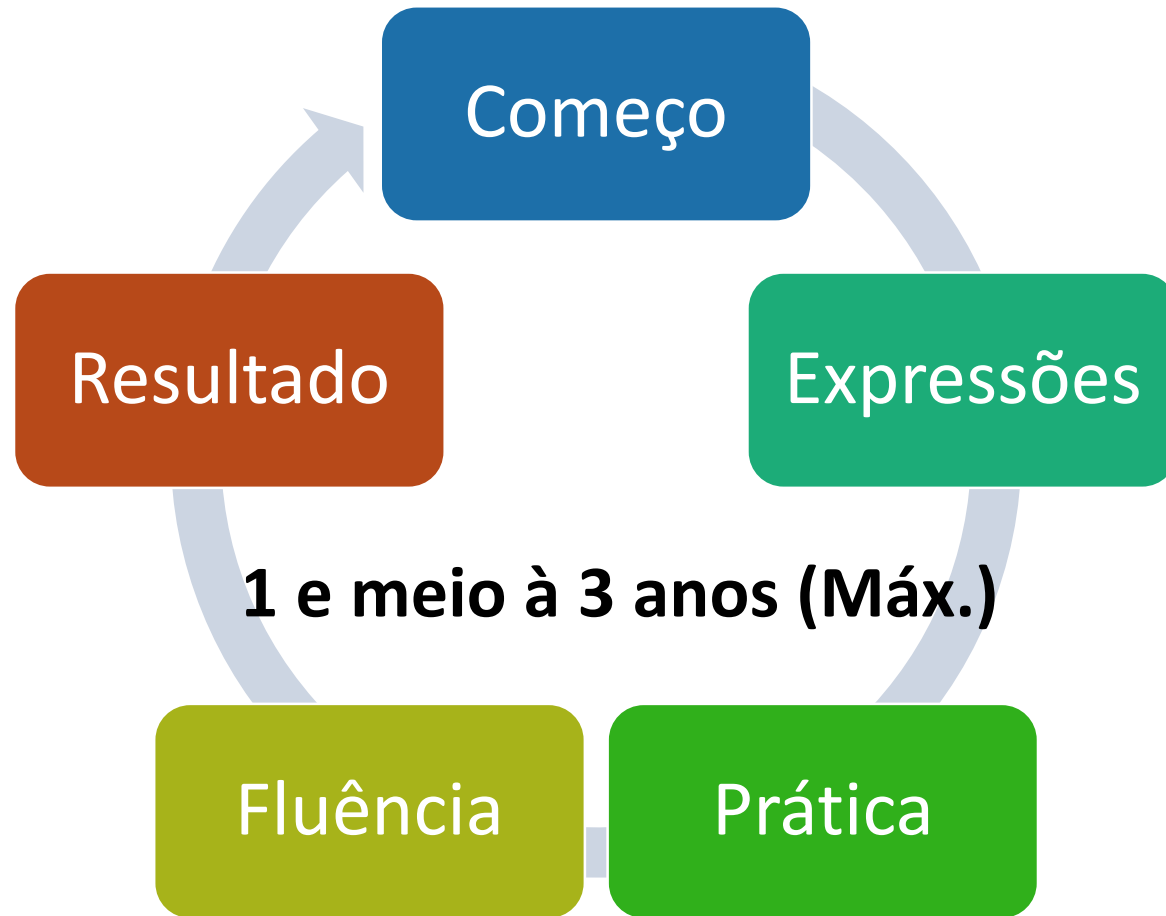 Começo
Expressões
Prática
Fluência
Resultado
1 e meio à 3 anos (Máx.)